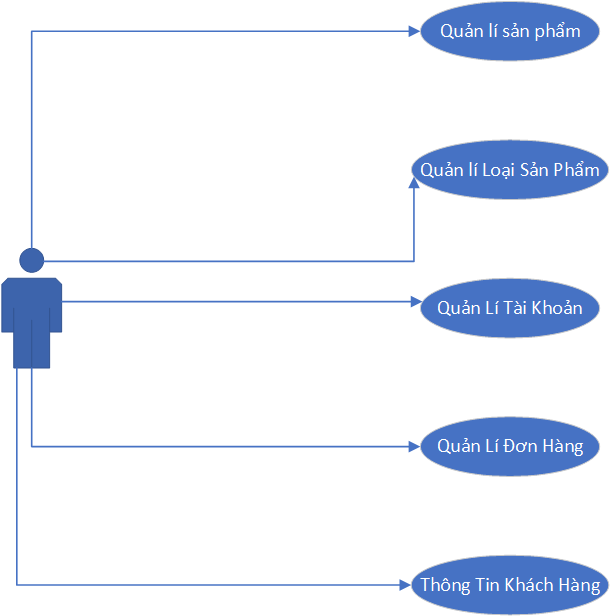 Quản lí sản phẩm
Quản lí Loại Sản Phẩm
Quản Lí Tài Khoản
Quản Lí Đơn Hàng
Thông Tin Khách Hàng